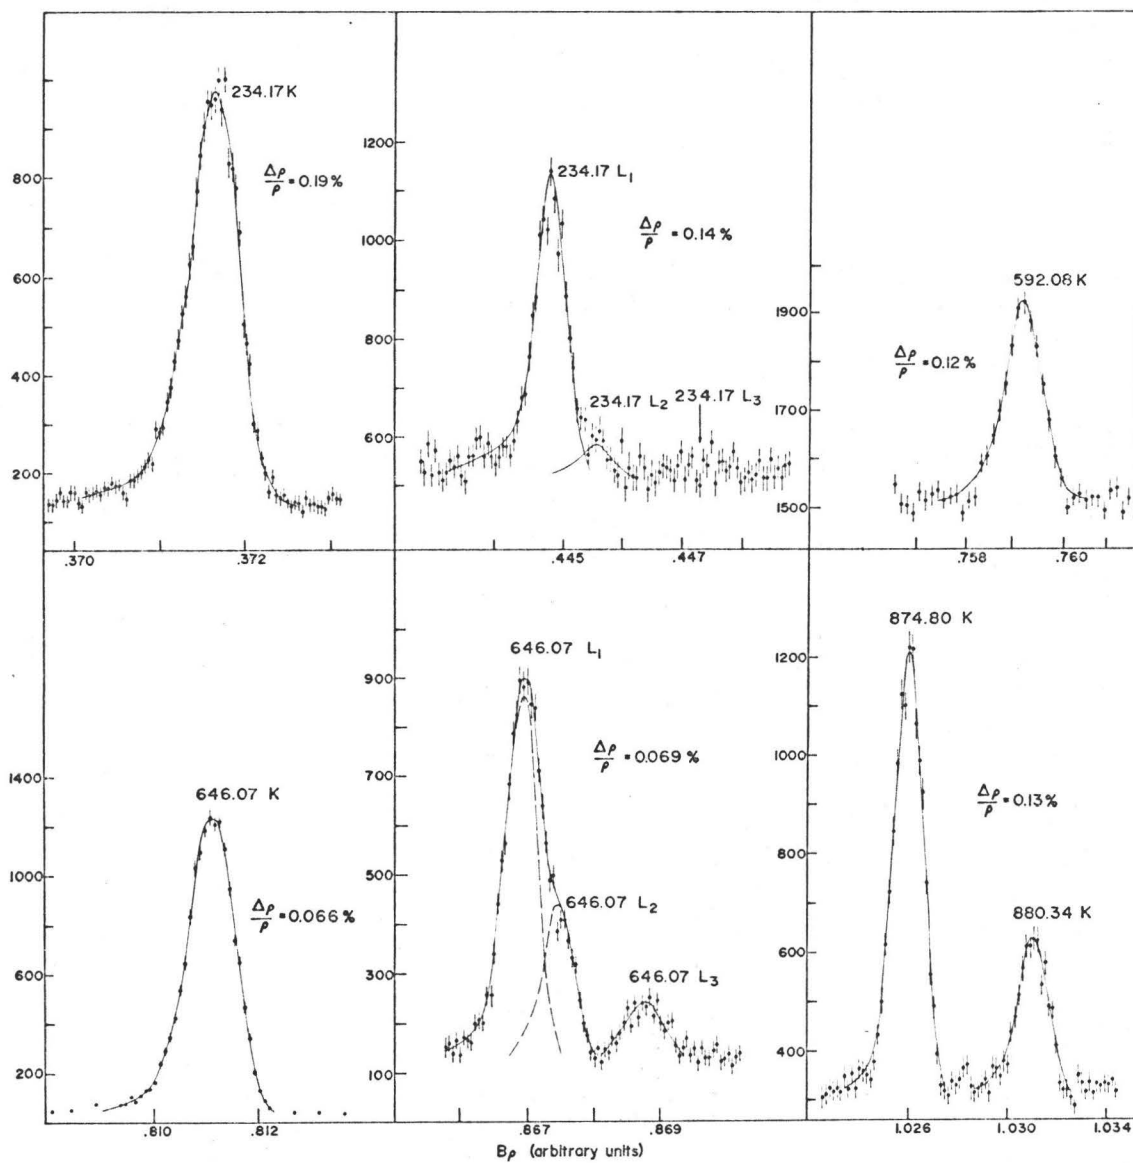 234.17 K
Δρ/ρ = 0.19 %
800
600
400
200
.370
.372
1200
1000
800
600
234.17 L₁
Δρ/ρ = 0.14 %
234.17 L₂
234.17 L₃
.445
.447
592.08 K
Δρ/ρ = 0.12 %
1900
1700
1500
.758
.760
1400
1000
600
200
646.07 K
Δρ/ρ = 0.066 %
.810
.812
900
700
500
300
100
646.07 L₁
Δρ/ρ = 0.069 %
646.07 L₂
646.07 L₃
.867
.869
874.80 K
1200
1000
800
600
400
Δρ/ρ = 0.13 %
880.34 K
1.026
1.030
1.034
Bρ (arbitrary units)